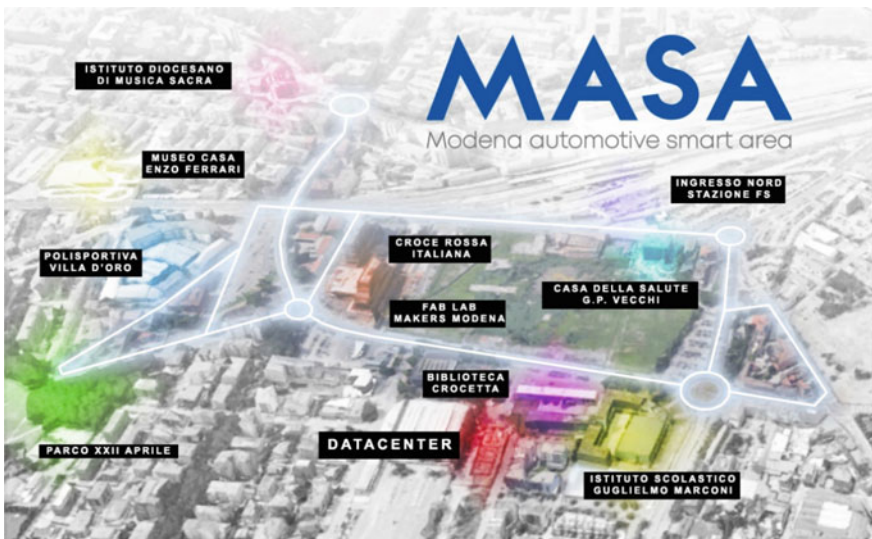 MASA
Modena automotive smart area
ISTITUTO DIOCESANO
DI MUSICA SACRA
MUSEO CASA
ENZO FERRARI
INGRESSO NORD
STAZIONE FS
POLISPORTIVA
VILLA D'ORO
CROCE ROSSA
ITALIANA
CASA DELLA SALUTE
G.P. VECCHI
FAB LAB
MAKERS MODENA
BIBLIOTECA
CROCETTA
DATACENTER
PARCO XXII APRILE
ISTITUTO SCOLASTICO
GUGLIELMO MARCONI